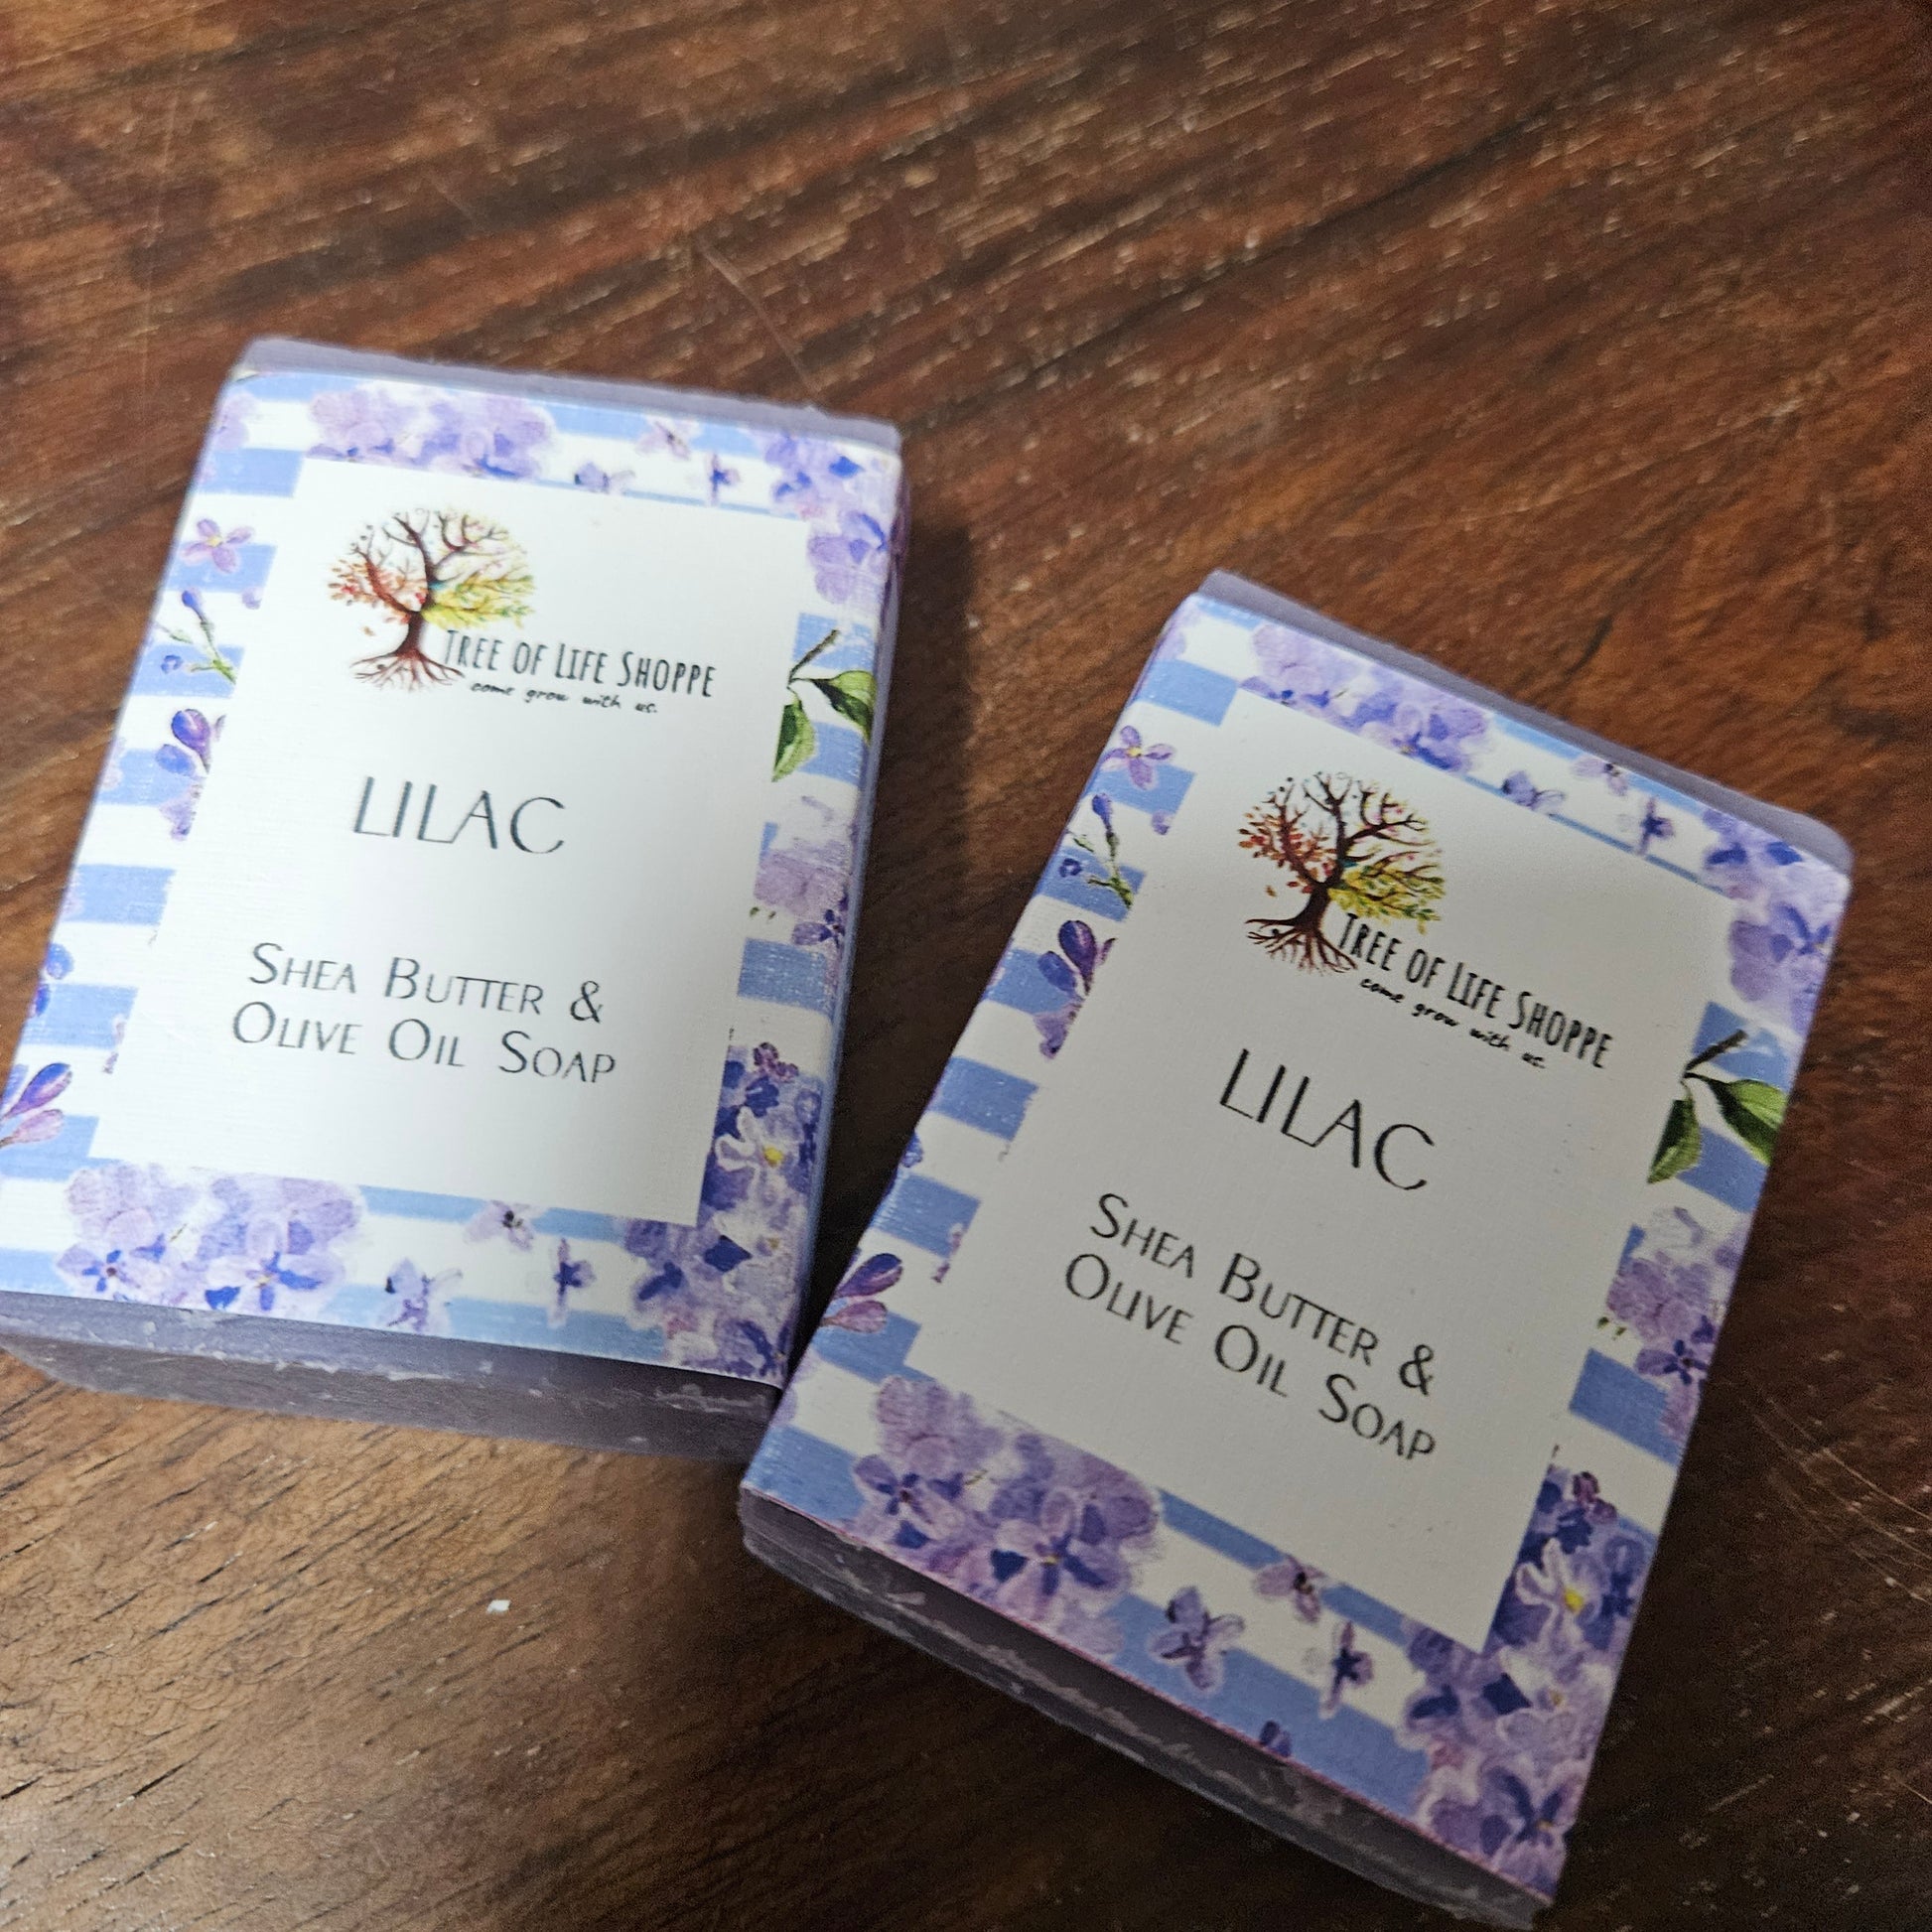 TREE OF LIFE SHOPPE
come grow with us.
LILAC
SHEA BUTTER &
OLIVE OIL SOAP
TREE OF LIFE SHOPPE
come grow with us.
LILAC
SHEA BUTTER &
OLIVE OIL SOAP